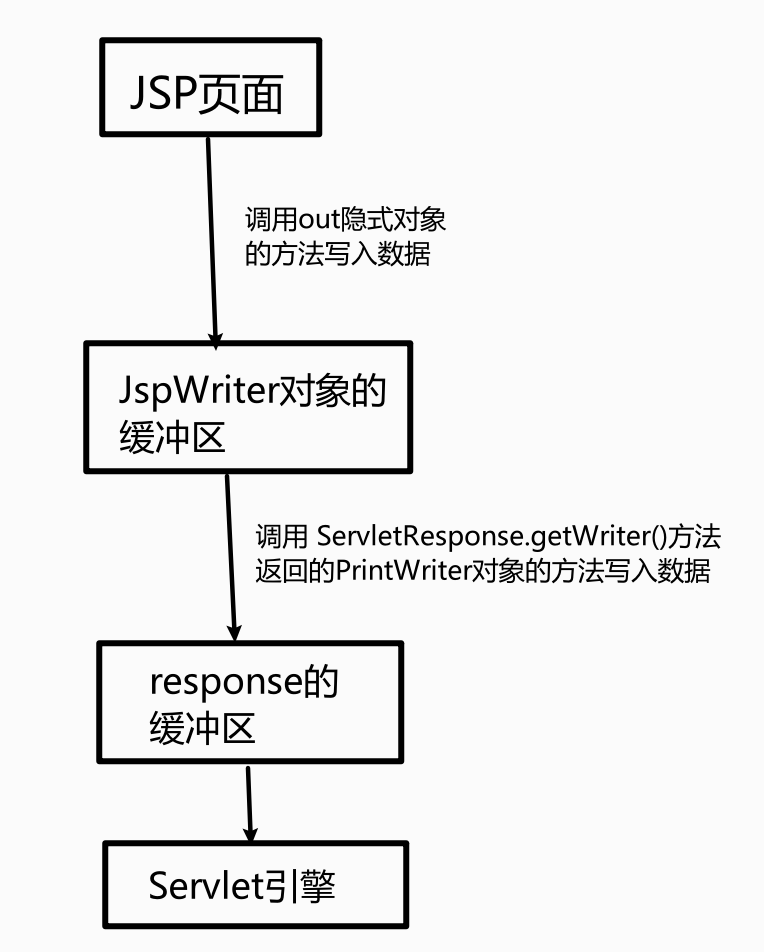 JSP页面
调用out隐式对象
的方法写入数据
JspWriter对象的
缓冲区
调用 ServletResponse.getWriter()方法
返回的PrintWriter对象的方法写入数据
response的
缓冲区
Servlet引擎